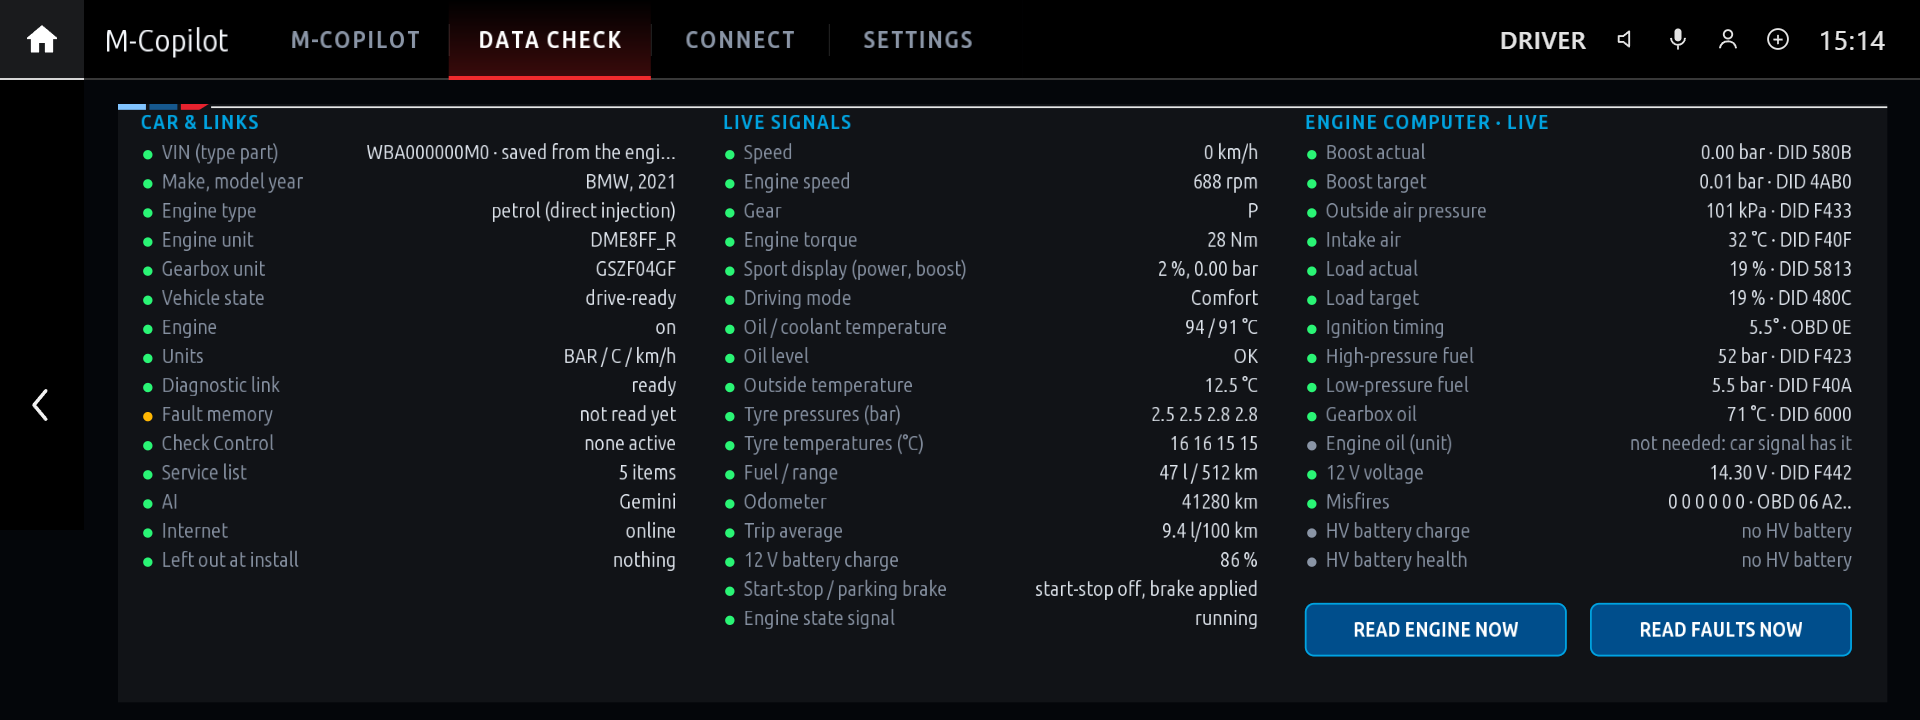 M-Copilot
M-COPILOT
DATA CHECK
CONNECT
SETTINGS
DRIVER
15:14
CAR & LINKS
VIN (type part) WBA000000M0 · saved from the engi...
Make, model year BMW, 2021
Engine type petrol (direct injection)
Engine unit DME8FF_R
Gearbox unit GSZF04GF
Vehicle state drive-ready
Engine on
Units BAR / C / km/h
Diagnostic link ready
Fault memory not read yet
Check Control none active
Service list 5 items
AI Gemini
Internet online
Left out at install nothing
LIVE SIGNALS
Speed 0 km/h
Engine speed 688 rpm
Gear P
Engine torque 28 Nm
Sport display (power, boost) 2 %, 0.00 bar
Driving mode Comfort
Oil / coolant temperature 94 / 91 °C
Oil level OK
Outside temperature 12.5 °C
Tyre pressures (bar) 2.5 2.5 2.8 2.8
Tyre temperatures (°C) 16 16 15 15
Fuel / range 47 l / 512 km
Odometer 41280 km
Trip average 9.4 l/100 km
12 V battery charge 86 %
Start-stop / parking brake start-stop off, brake applied
Engine state signal running
ENGINE COMPUTER · LIVE
Boost actual 0.00 bar · DID 580B
Boost target 0.01 bar · DID 4AB0
Outside air pressure 101 kPa · DID F433
Intake air 32 °C · DID F40F
Load actual 19 % · DID 5813
Load target 19 % · DID 480C
Ignition timing 5.5° · OBD 0E
High-pressure fuel 52 bar · DID F423
Low-pressure fuel 5.5 bar · DID F40A
Gearbox oil 71 °C · DID 6000
Engine oil (unit) not needed: car signal has it
12 V voltage 14.30 V · DID F442
Misfires 0 0 0 0 0 0 · OBD 06 A2..
HV battery charge no HV battery
HV battery health no HV battery
READ ENGINE NOW
READ FAULTS NOW